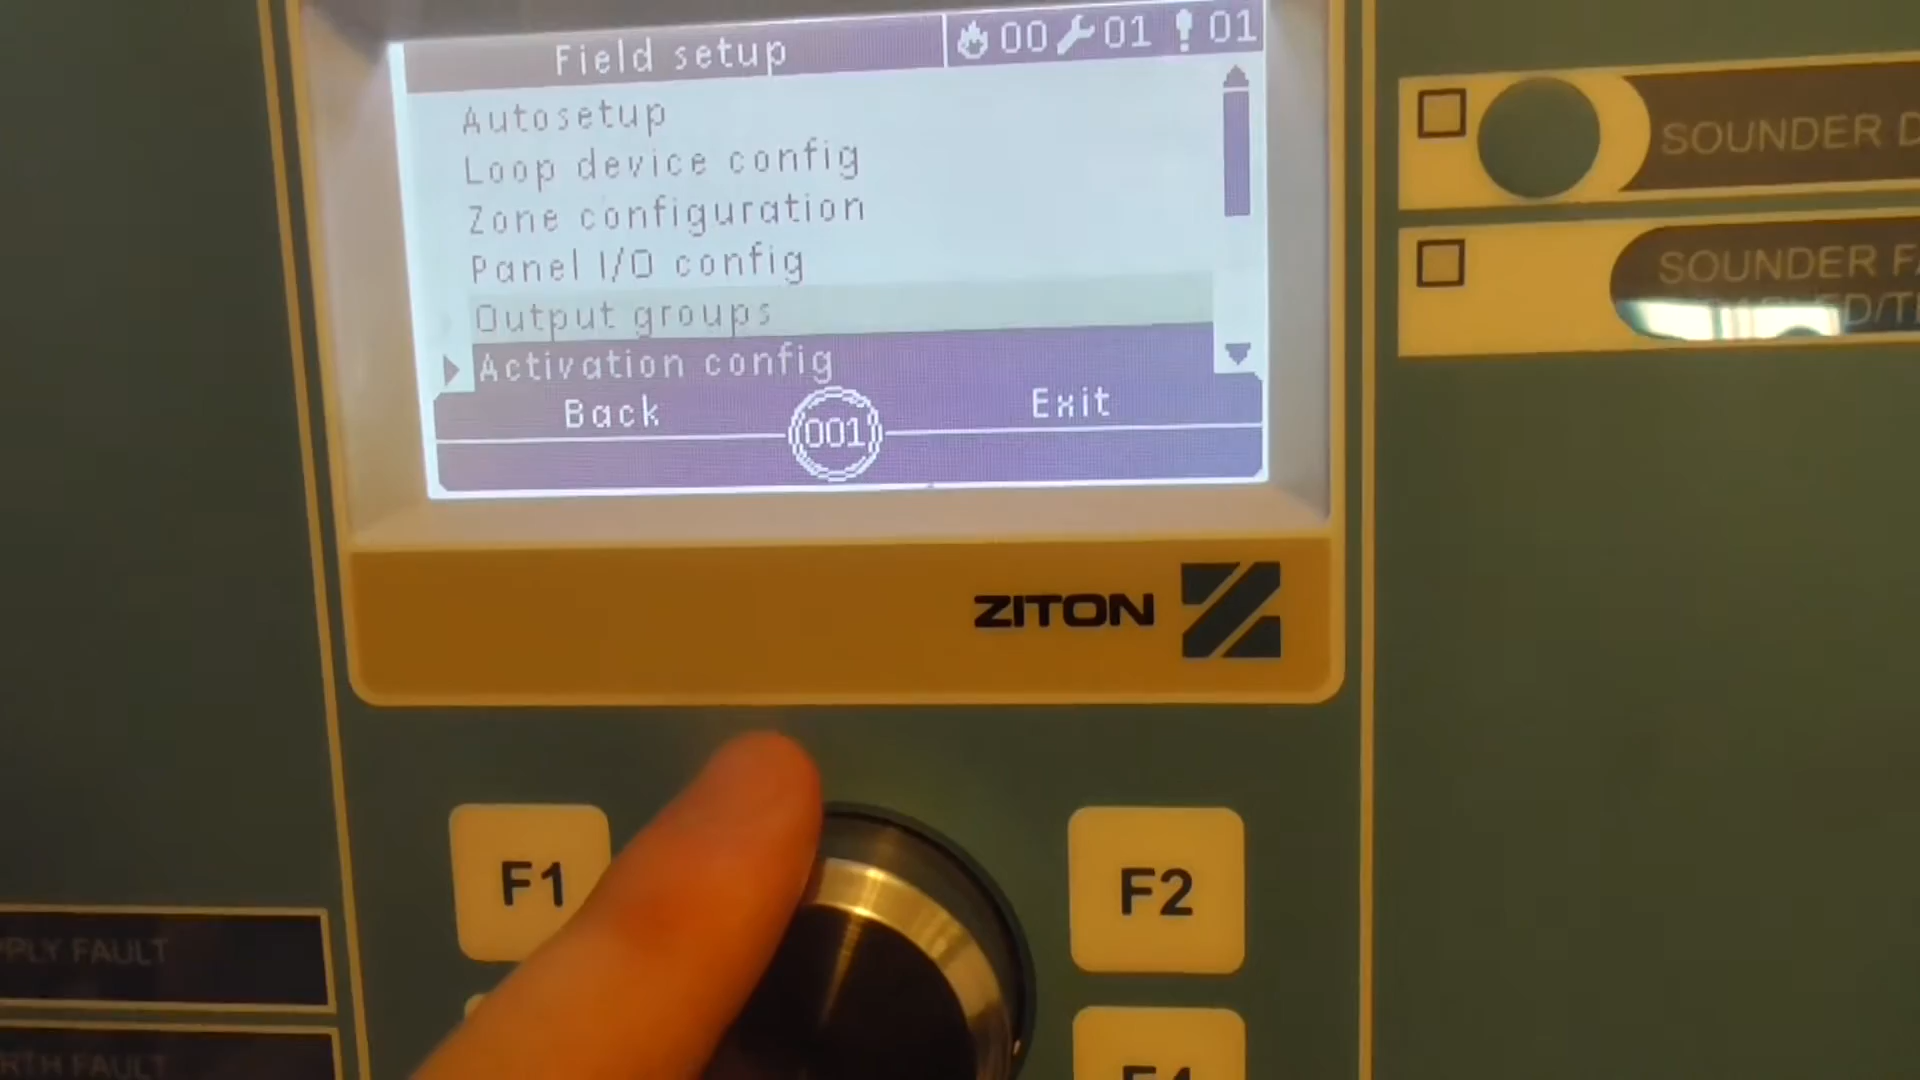 Field setup 00 01 01
Autosetup
Loop device config
Zone configuration
Panel I/O config
Output groups
Activation config
Back 001 Exit
ZITON
SOUNDER
SOUNDER
F1
F2
FAULT
FAULT